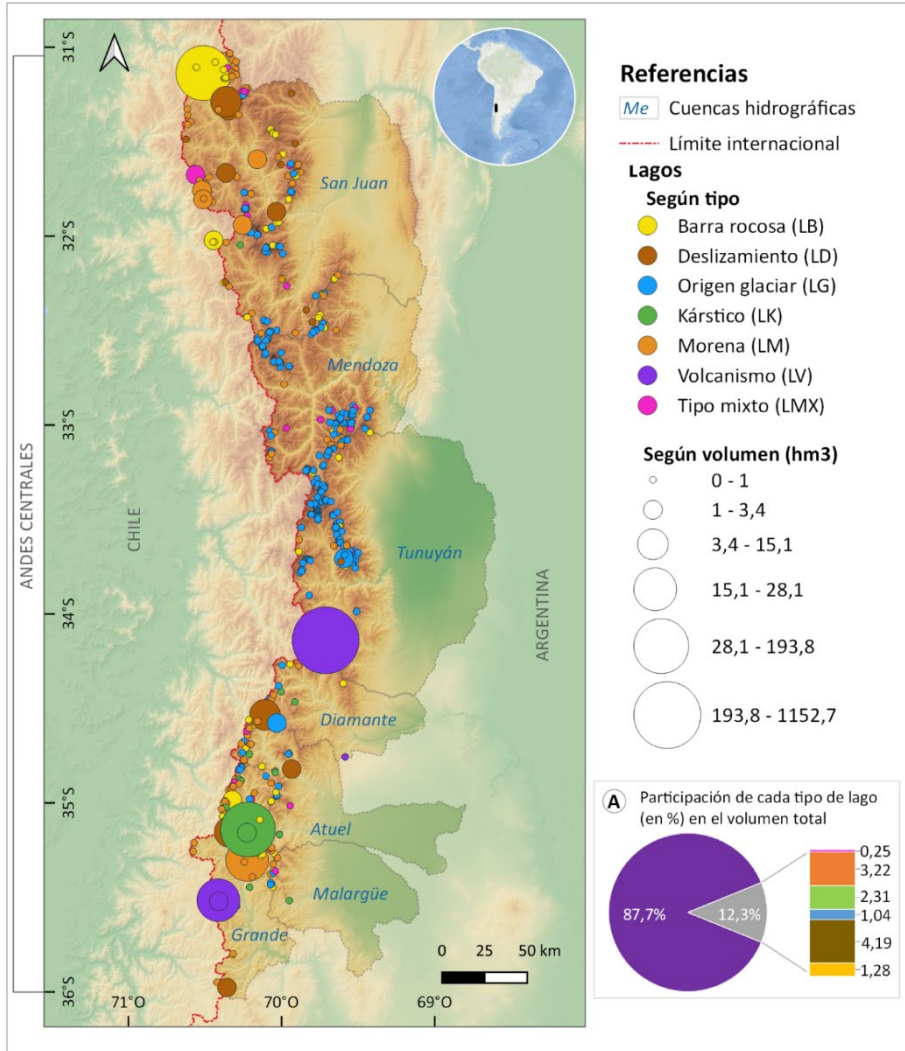 31°S
32°S
33°S
34°S
35°S
36°S
71°O
70°O
69°O
ANDES CENTRALES
CHILE
ARGENTINA
San Juan
Mendoza
Tunuyán
Diamante
Atuel
Malargüe
Grande
0 25 50 km
Referencias
Me Cuencas hidrográficas
Límite internacional
Lagos
Según tipo
Barra rocosa (LB)
Deslizamiento (LD)
Origen glaciar (LG)
Kárstico (LK)
Morena (LM)
Volcanismo (LV)
Tipo mixto (LMX)
Según volumen (hm3)
0 - 1
1 - 3,4
3,4 - 15,1
15,1 - 28,1
28,1 - 193,8
193,8 - 1152,7
A Participación de cada tipo de lago
(en %) en el volumen total
87,7%
12,3%
0,25
3,22
2,31
1,04
4,19
1,28